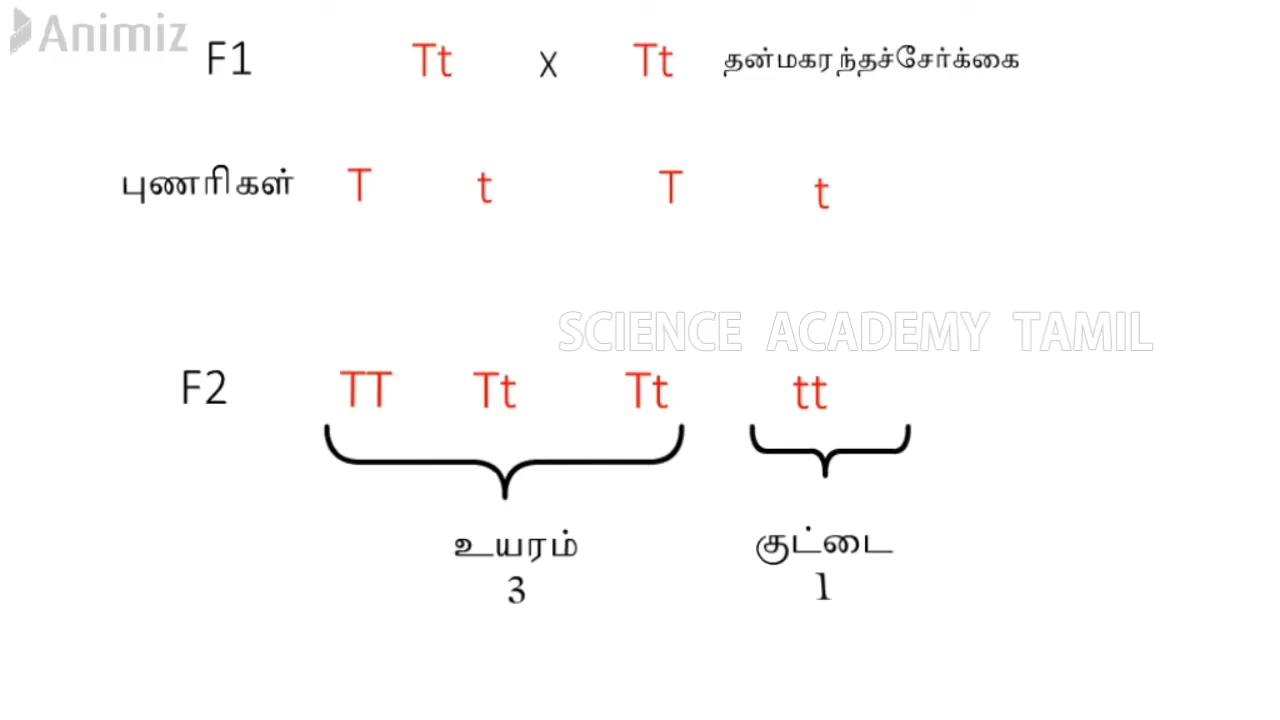 Animiz
F1 Tt x Tt தன்மகரந்தச்சேர்க்கை
புணரிகள் T t T t
SCIENCE ACADEMY TAMIL
F2 TT Tt Tt tt
உயரம் குட்டை
3 1